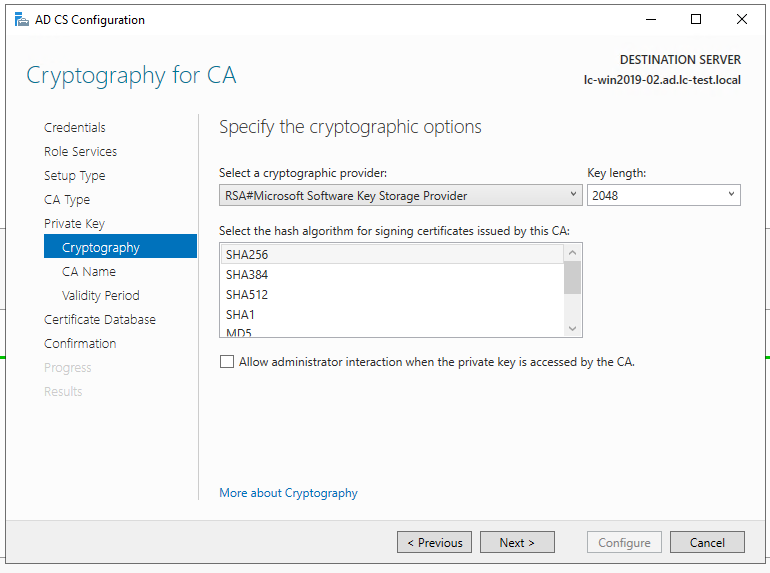 AD CS Configuration
Cryptography for CA
DESTINATION SERVER
lc-win2019-02.ad.lc-test.local
Credentials
Role Services
Setup Type
CA Type
Private Key
Cryptography
CA Name
Validity Period
Certificate Database
Confirmation
Progress
Results
Specify the cryptographic options
Select a cryptographic provider:
Key length:
RSA#Microsoft Software Key Storage Provider
2048
Select the hash algorithm for signing certificates issued by this CA:
SHA256
SHA384
SHA512
SHA1
MD5
Allow administrator interaction when the private key is accessed by the CA.
More about Cryptography
< Previous
Next >
Configure
Cancel